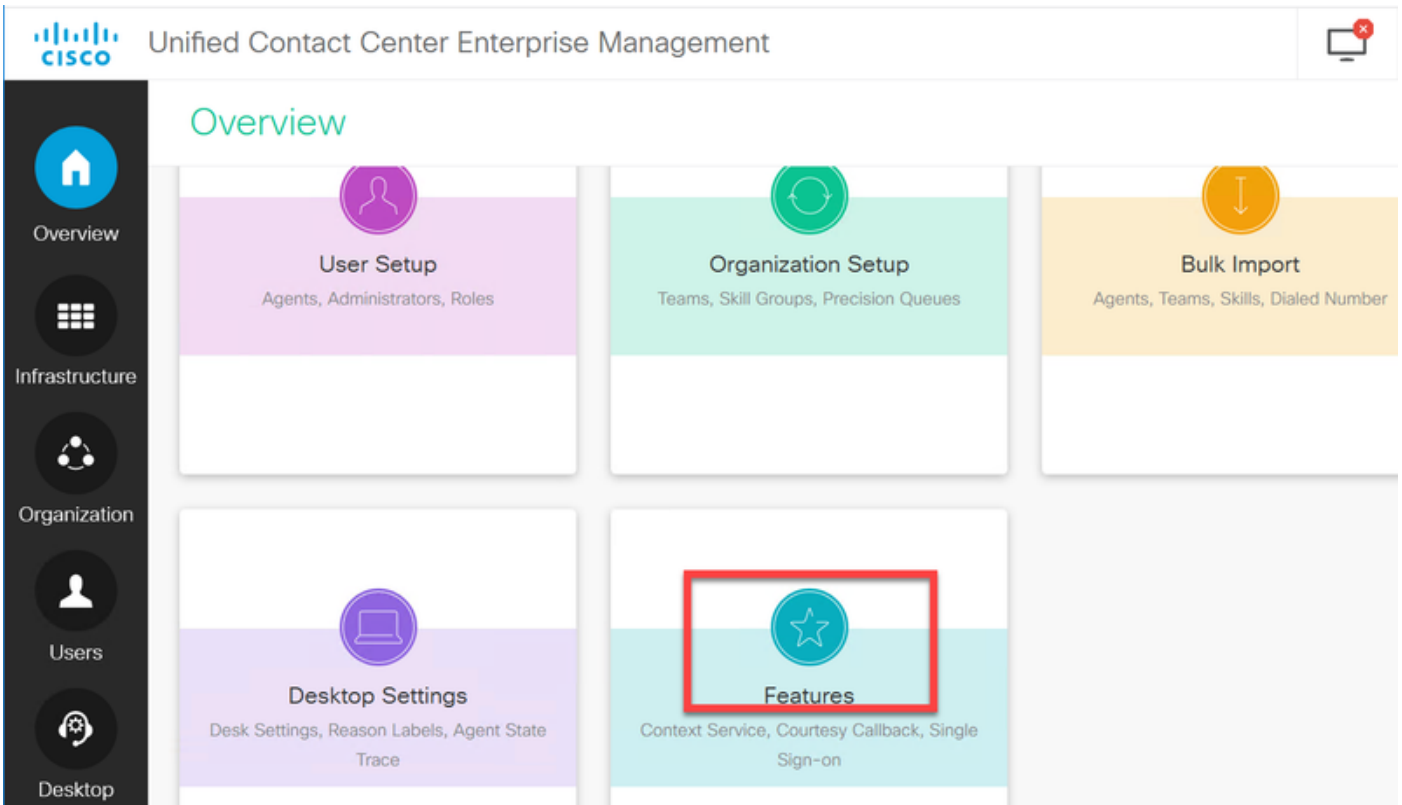 CISCO
Unified Contact Center Enterprise Management
Overview
Overview
Infrastructure
Organization
Users
Desktop
User Setup
Agents, Administrators, Roles
Organization Setup
Teams, Skill Groups, Precision Queues
Bulk Import
Agents, Teams, Skills, Dialed Number
Desktop Settings
Desk Settings, Reason Labels, Agent State
Trace
Features
Context Service, Courtesy Callback, Single
Sign-on